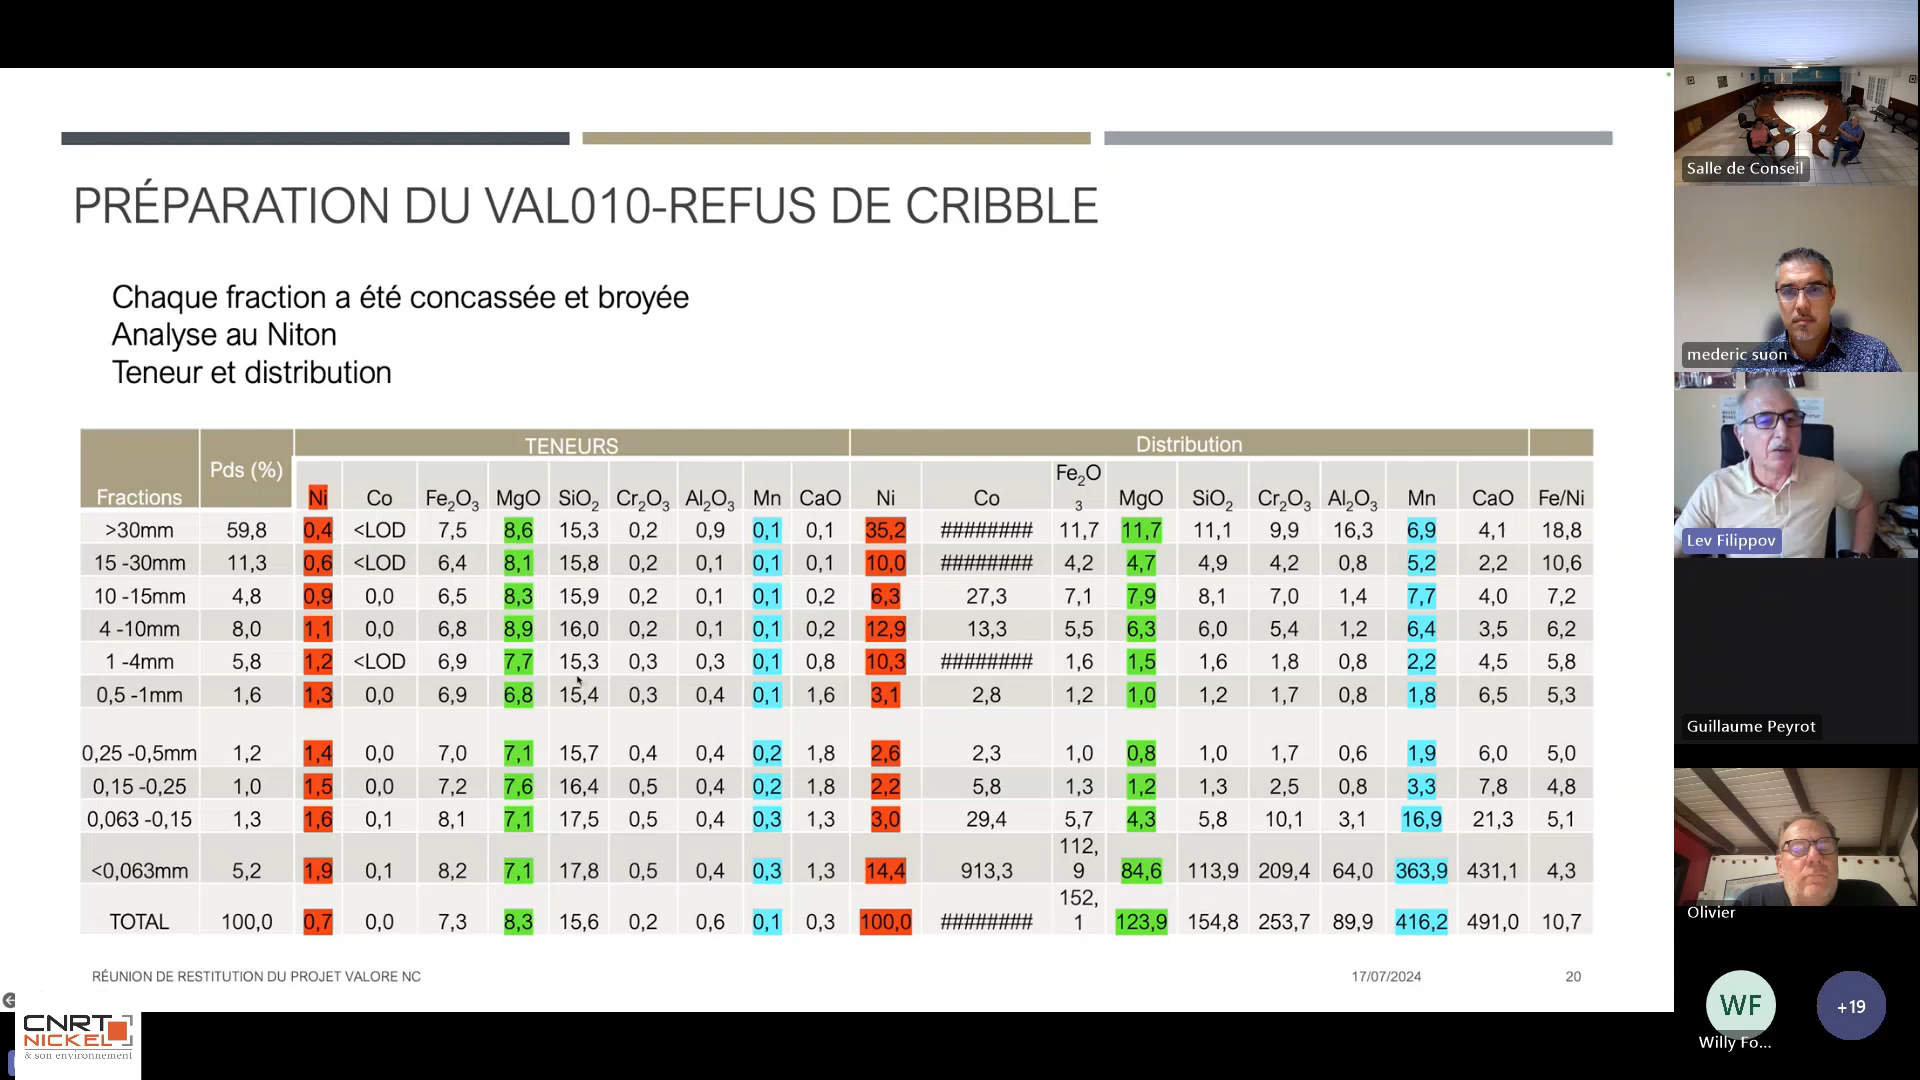 PRÉPARATION DU VAL010-REFUS DE CRIBBLE
Chaque fraction a été concassée et broyée
Analyse au Niton
Teneur et distribution
Fractions Pds (%) TENEURS Distribution
Ni Co Fe2O3 MgO SiO2 Cr2O3 Al2O3 Mn CaO Ni Co Fe2O3 MgO SiO2 Cr2O3 Al2O3 Mn CaO Fe/Ni
>30mm 59,8 0,4 <LOD 7,5 8,6 15,3 0,2 0,9 0,1 0,1 35,2 ######## 11,7 11,7 11,1 9,9 16,3 6,9 4,1 18,8
15 -30mm 11,3 0,6 <LOD 6,4 8,1 15,8 0,2 0,1 0,1 0,1 10,0 ######## 4,2 4,7 4,9 4,2 0,8 5,2 2,2 10,6
10 -15mm 4,8 0,9 0,0 6,5 8,3 15,9 0,2 0,1 0,1 0,2 6,3 27,3 7,1 7,9 8,1 7,0 1,4 7,7 4,0 7,2
4 -10mm 8,0 1,1 0,0 6,8 8,9 16,0 0,2 0,1 0,1 0,2 12,9 13,3 5,5 6,3 6,0 5,4 1,2 6,4 3,5 6,2
1 -4mm 5,8 1,2 <LOD 6,9 7,7 15,3 0,3 0,3 0,1 0,8 10,3 ######## 1,6 1,5 1,6 1,8 0,8 2,2 4,5 5,8
0,5 -1mm 1,6 1,3 0,0 6,9 6,8 15,4 0,3 0,4 0,1 1,6 3,1 2,8 1,2 1,0 1,2 1,7 0,8 1,8 6,5 5,3
0,25 -0,5mm 1,2 1,4 0,0 7,0 7,1 15,7 0,4 0,4 0,2 1,8 2,6 2,3 1,0 0,8 1,0 1,7 0,6 1,9 6,0 5,0
0,15 -0,25 1,0 1,5 0,0 7,2 7,6 16,4 0,5 0,4 0,2 1,8 2,2 5,8 1,3 1,2 1,3 2,5 0,8 3,3 7,8 4,8
0,063 -0,15 1,3 1,6 0,1 8,1 7,1 17,5 0,5 0,4 0,3 1,3 3,0 29,4 5,7 4,3 5,8 10,1 3,1 16,9 21,3 5,1
<0,063mm 5,2 1,9 0,1 8,2 7,1 17,8 0,5 0,4 0,3 1,3 14,4 913,3 112,9 84,6 113,9 209,4 64,0 363,9 431,1 4,3
TOTAL 100,0 0,7 0,0 7,3 8,3 15,6 0,2 0,6 0,1 0,3 100,0 ######## 152,1 123,9 154,8 253,7 89,9 416,2 491,0 10,7
RÉUNION DE RESTITUTION DU PROJET VALORE NC 17/07/2024 20
CNRT
NICKEL
& son environnement
Salle de Conseil
mederic suon
Lev Filippov
Guillaume Peyrot
Olivier
WF +19
Willy Fo...